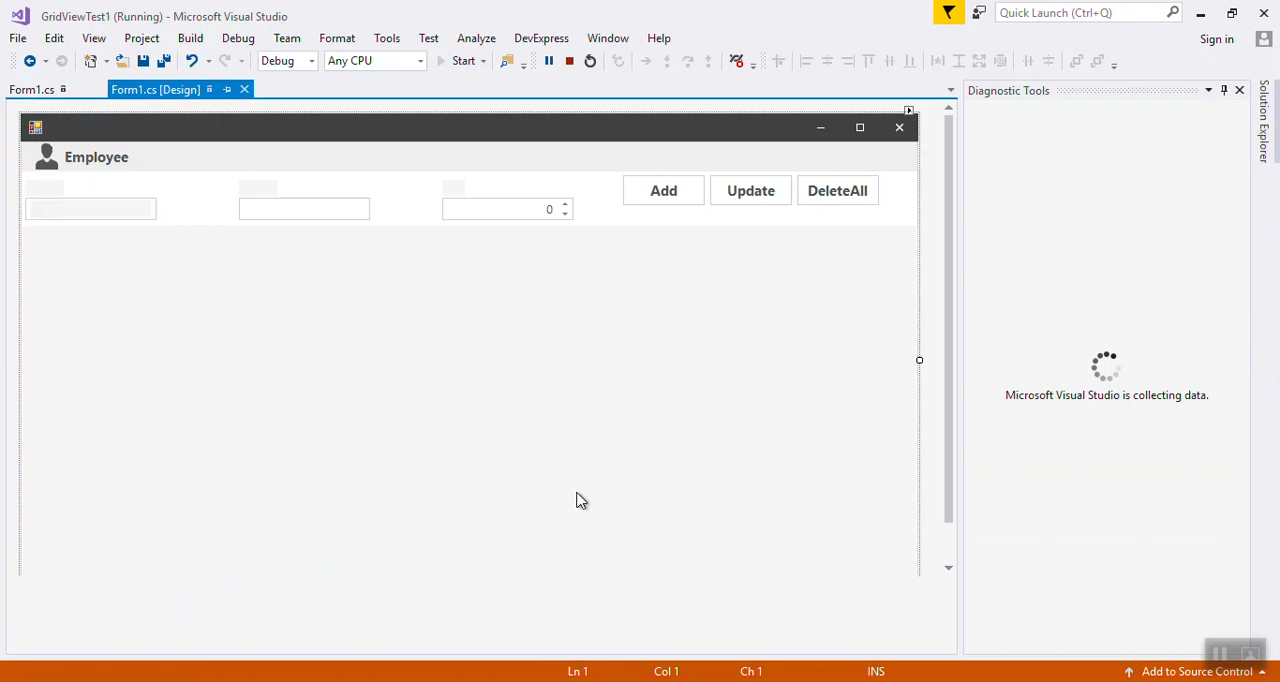 GridViewTest1 (Running) - Microsoft Visual Studio
Quick Launch (Ctrl+Q)
File Edit View Project Build Debug Team Format Tools Test Analyze DevExpress Window Help
Sign in
Debug Any CPU Start
Form1.cs Form1.cs [Design]
Diagnostic Tools
Solution Explorer
Employee
Add Update DeleteAll
0
Microsoft Visual Studio is collecting data.
Ln 1 Col 1 Ch 1 INS Add to Source Control